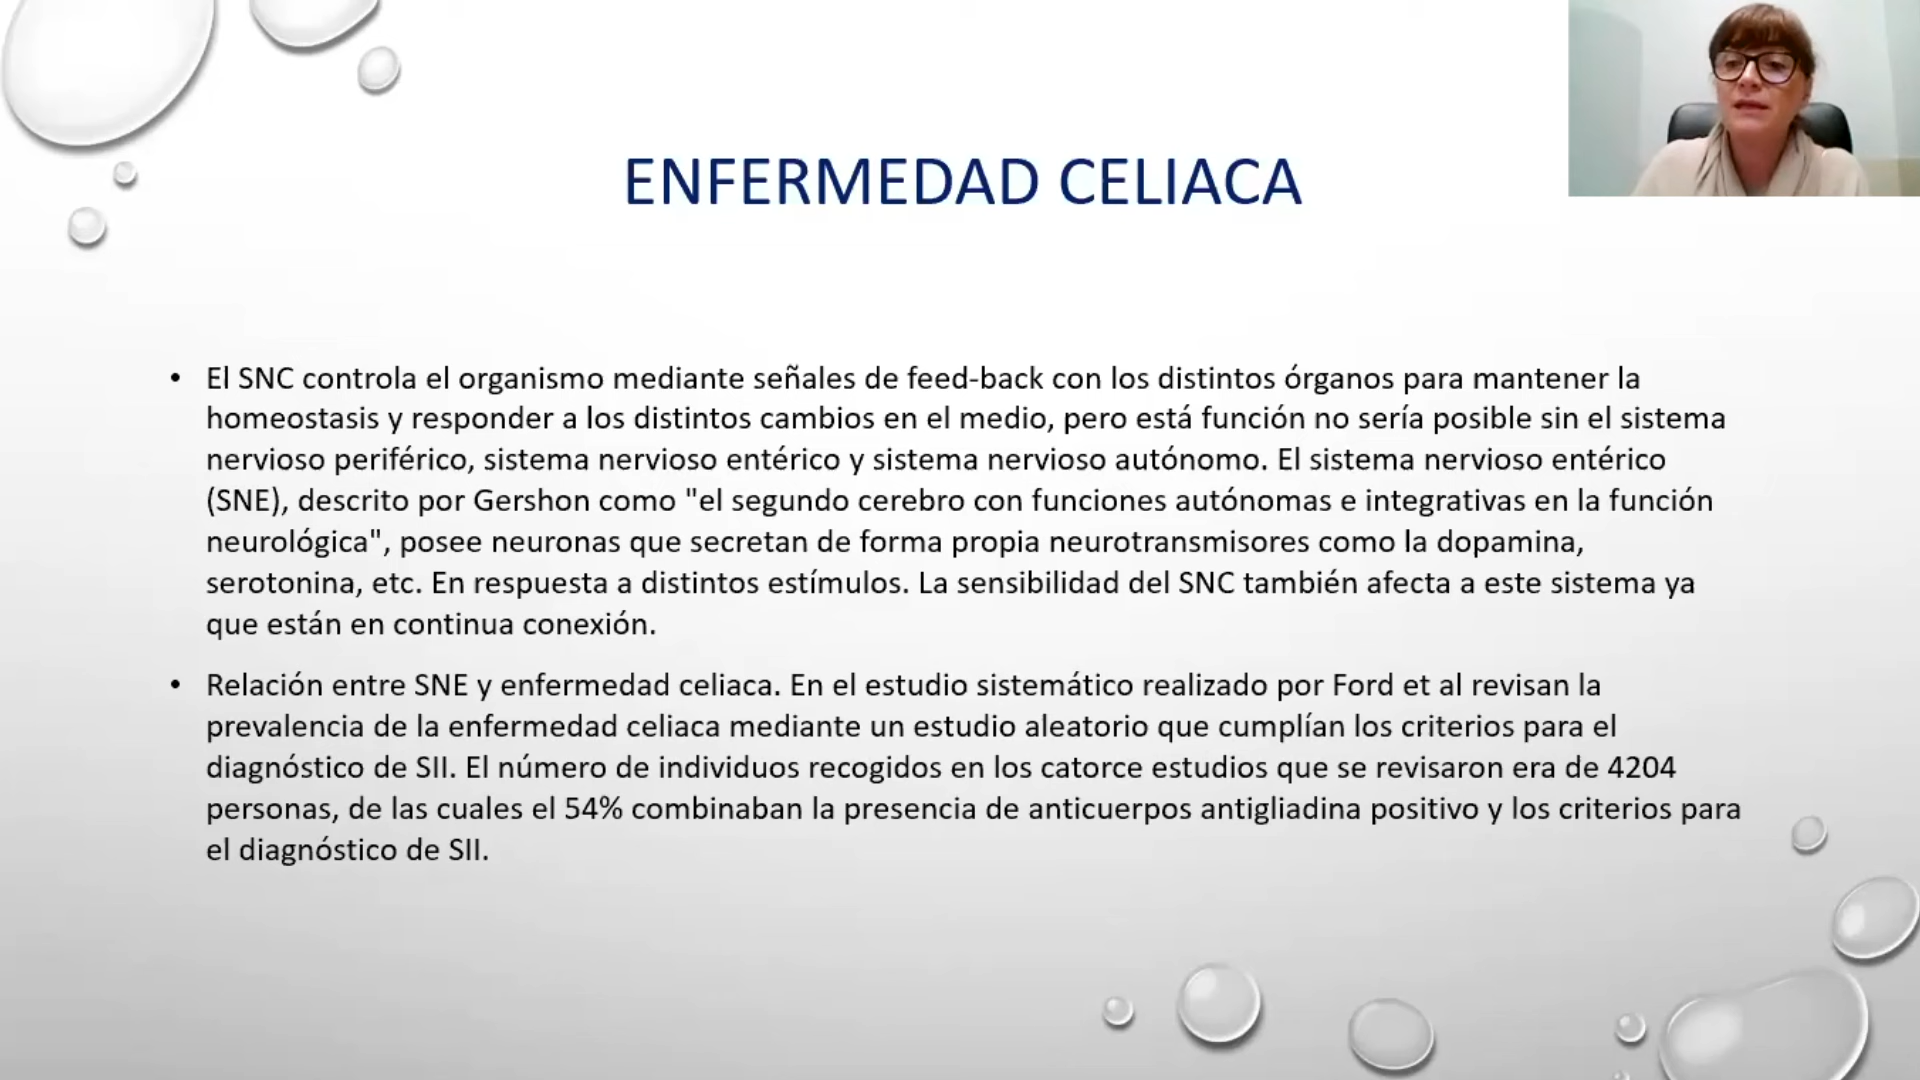 ENFERMEDAD CELIACA
• El SNC controla el organismo mediante señales de feed-back con los distintos órganos para mantener la
homeostasis y responder a los distintos cambios en el medio, pero está función no sería posible sin el sistema
nervioso periférico, sistema nervioso entérico y sistema nervioso autónomo. El sistema nervioso entérico
(SNE), descrito por Gershon como "el segundo cerebro con funciones autónomas e integrativas en la función
neurológica", posee neuronas que secretan de forma propia neurotransmisores como la dopamina,
serotonina, etc. En respuesta a distintos estímulos. La sensibilidad del SNC también afecta a este sistema ya
que están en continua conexión.
• Relación entre SNE y enfermedad celiaca. En el estudio sistemático realizado por Ford et al revisan la
prevalencia de la enfermedad celiaca mediante un estudio aleatorio que cumplían los criterios para el
diagnóstico de SII. El número de individuos recogidos en los catorce estudios que se revisaron era de 4204
personas, de las cuales el 54% combinaban la presencia de anticuerpos antigliadina positivo y los criterios para
el diagnóstico de SII.